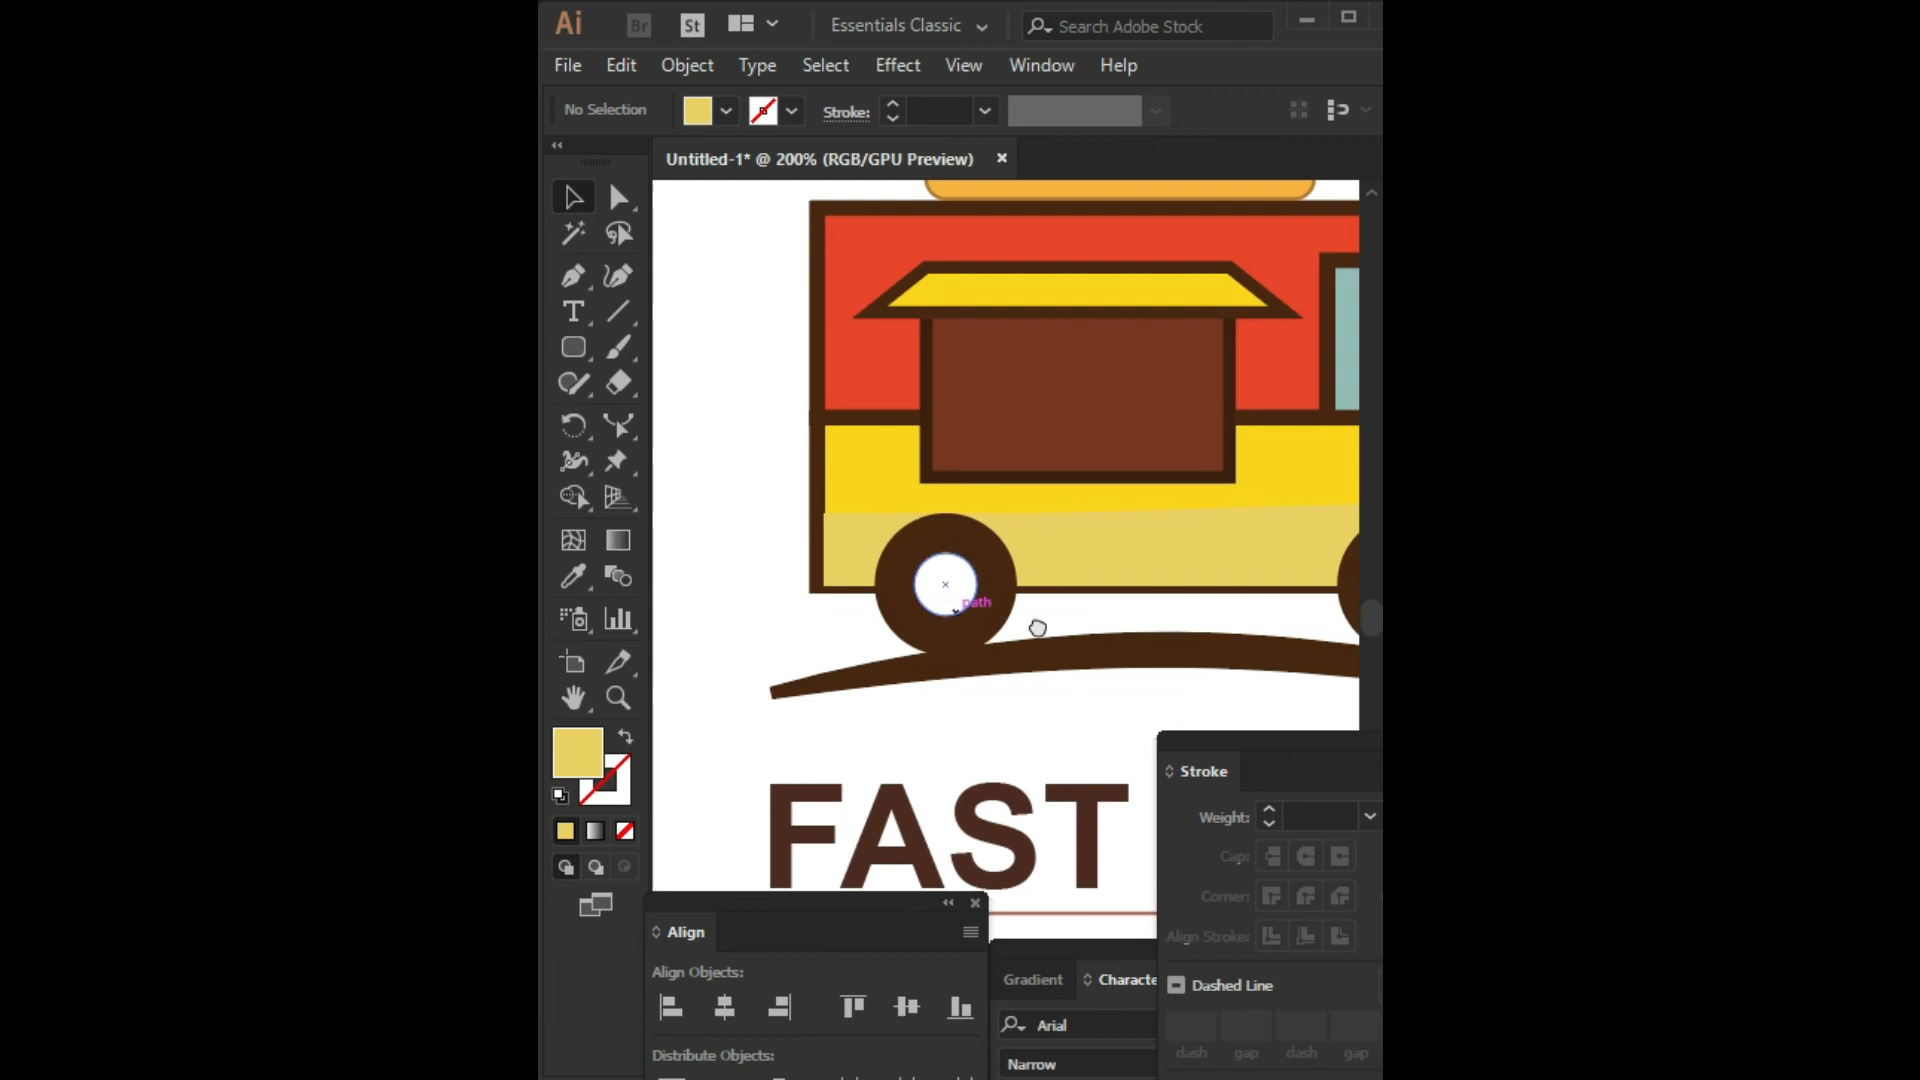 Ai Br St Essentials Classic Search Adobe Stock
File Edit Object Type Select Effect View Window Help
No Selection Stroke:
Untitled-1* @ 200% (RGB/GPU Preview) ×
path
FAST
Stroke
Weight:
Cap:
Corner:
Align Stroke:
Dashed Line
dash gap dash gap
Align
Align Objects:
Distribute Objects:
Gradient Characte
Arial
Narrow